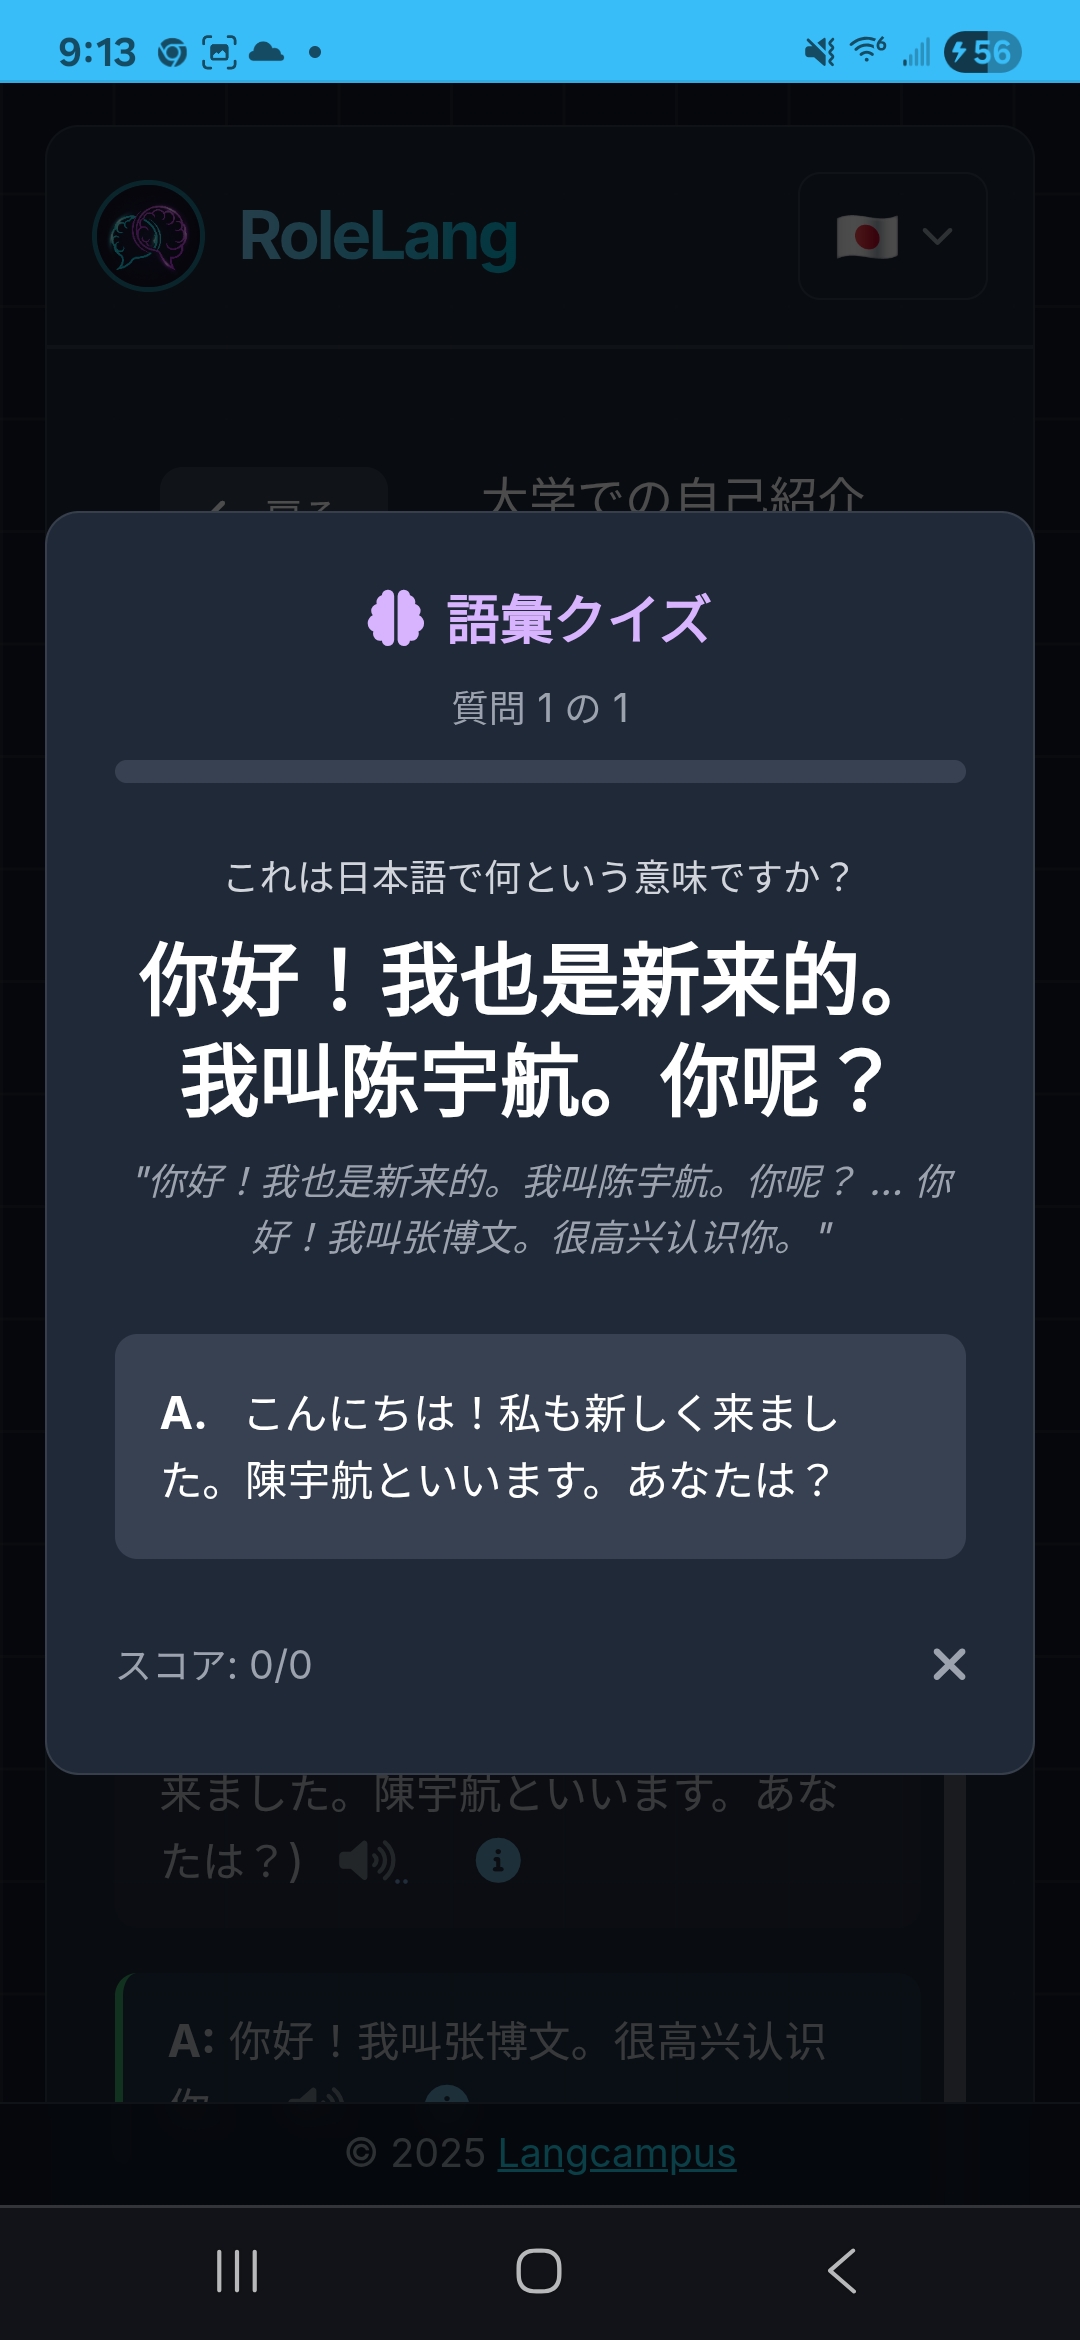 9:13
6
56
RoleLang
戻る
大学での自己紹介
語彙クイズ
質問 1 の 1
これは日本語で何という意味ですか？
你好！我也是新来的。
我叫陈宇航。你呢？
"你好！我也是新来的。我叫陈宇航。你呢？ ... 你
好！我叫张博文。很高兴认识你。"
A. こんにちは！私も新しく来まし
た。陳宇航といいます。あなたは？
スコア: 0/0
来ました。陳宇航といいます。あな
たは？)
A: 你好！我叫张博文。很高兴认识
你
© 2025 Langcampus